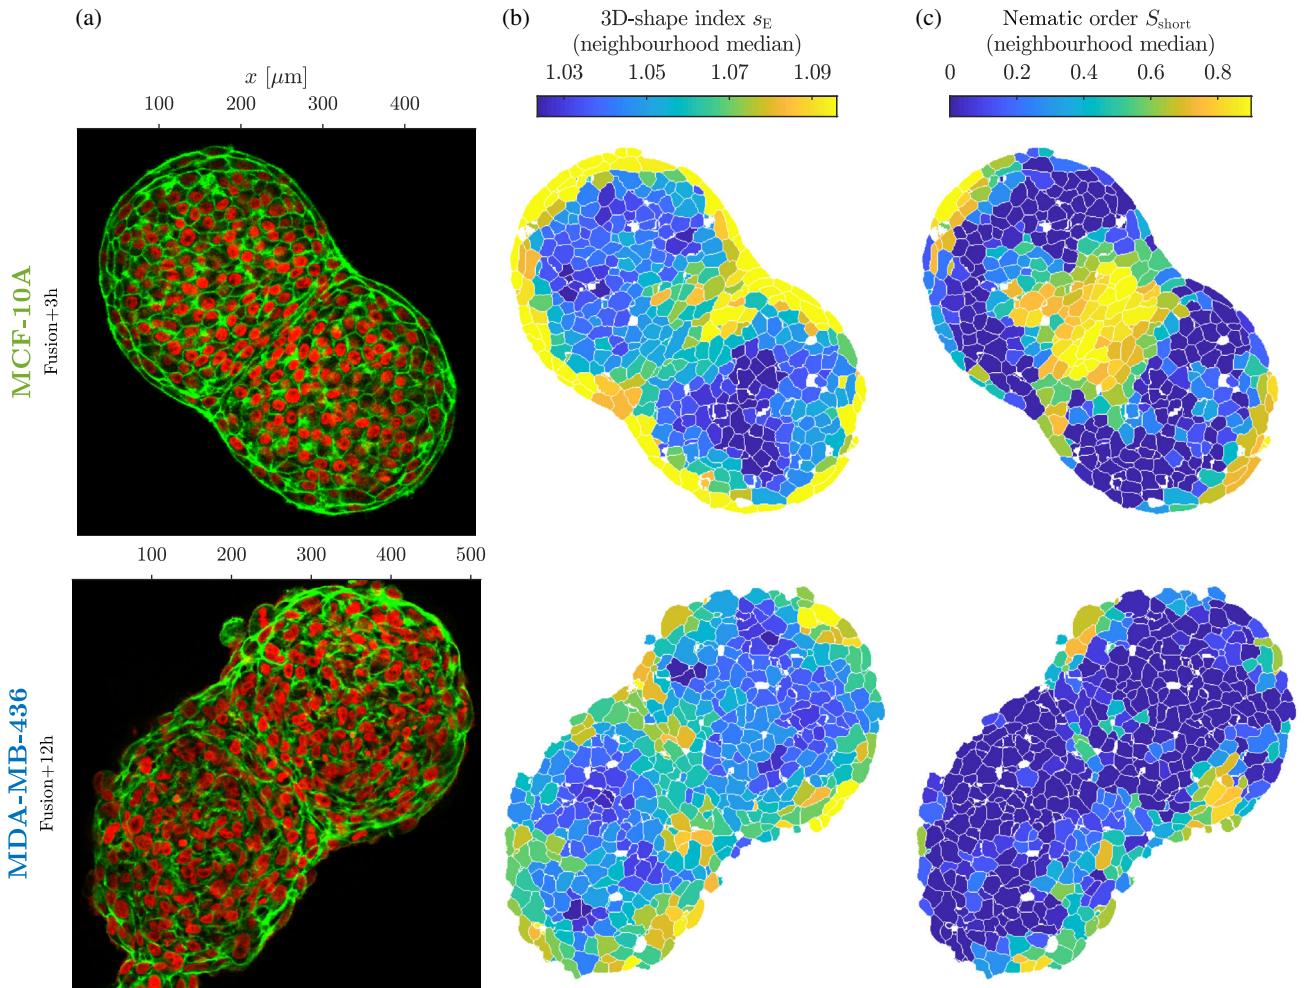 (a)
(b)
(c)
3D-shape index s_E
(neighbourhood median)
1.03 1.05 1.07 1.09
Nematic order S_short
(neighbourhood median)
0 0.2 0.4 0.6 0.8
x [μm]
100 200 300 400
MCF-10A
Fusion+3h
100 200 300 400 500
MDA-MB-436
Fusion+12h